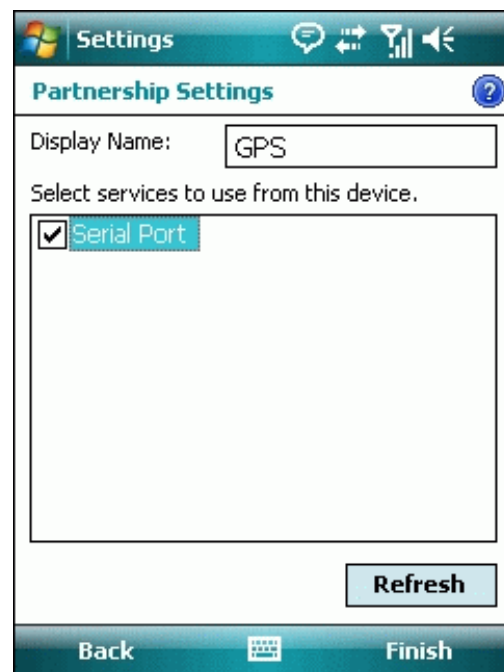 Settings
Partnership Settings
?
Display Name: GPS
Select services to use from this device.
Serial Port
Refresh
Back Finish